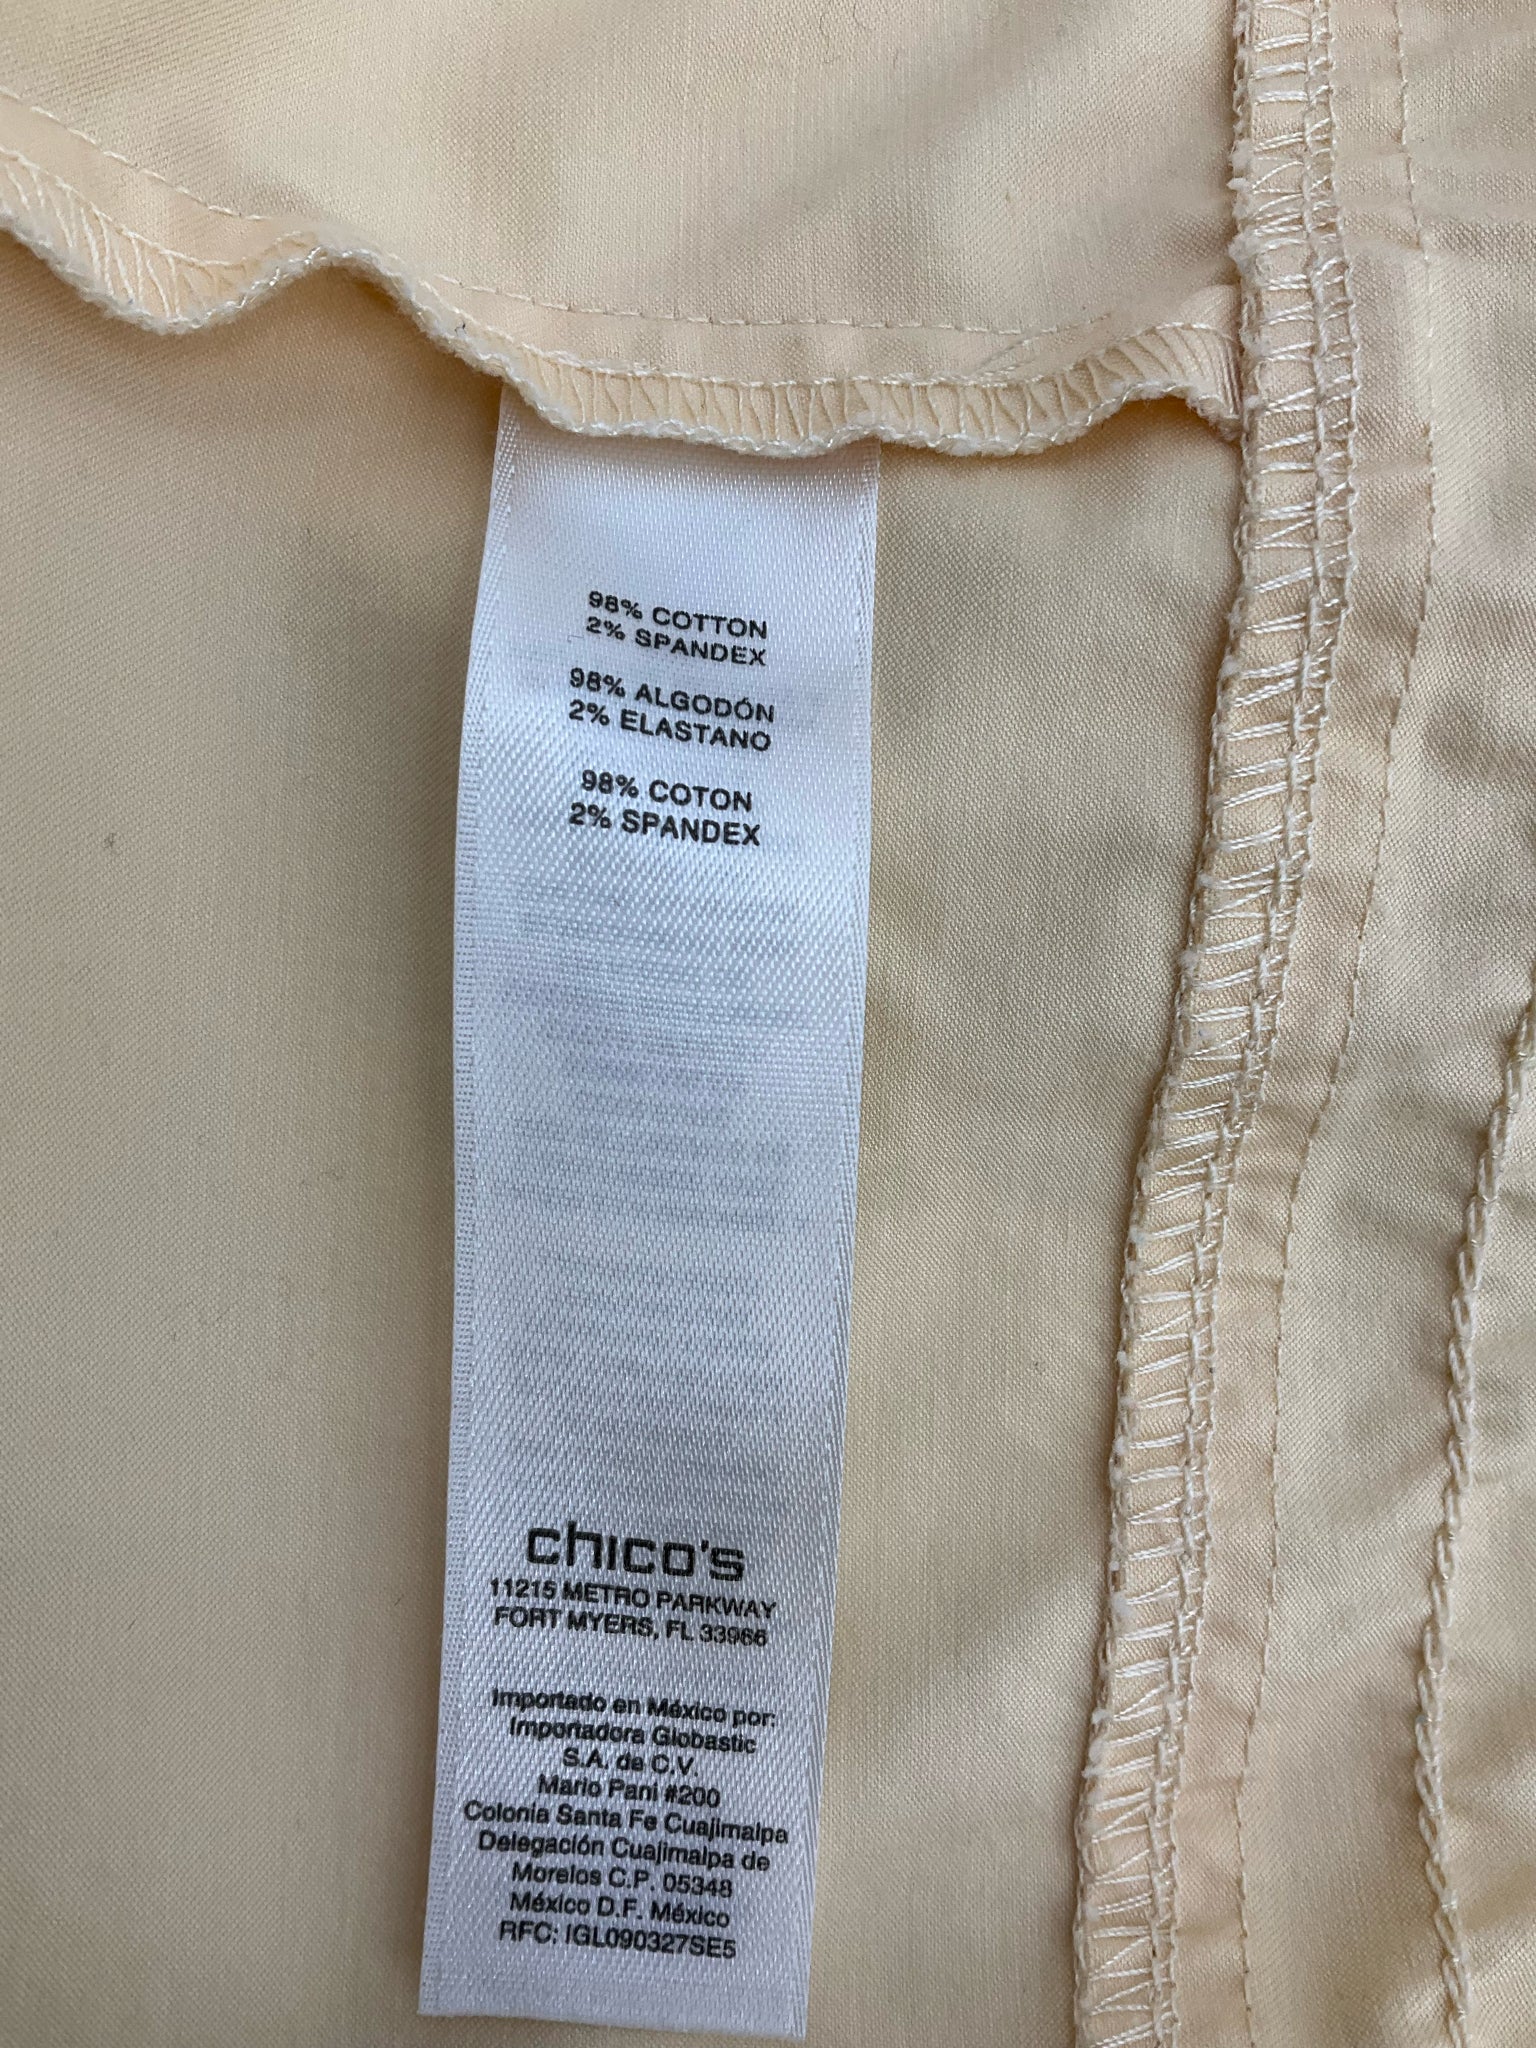 98% COTTON
2% SPANDEX
98% ALGODÓN
2% ELASTANO
98% COTON
2% SPANDEX
chico's
11215 METRO PARKWAY
FORT MYERS, FL 33966
Importado en México por:
Importadora Globastic
S.A. de C.V.
Mario Pani #200
Colonia Santa Fe Cuajimalpa
Delegación Cuajimalpa de
Morelos C.P. 05348
México D.F. México
RFC: IGL090327SE5